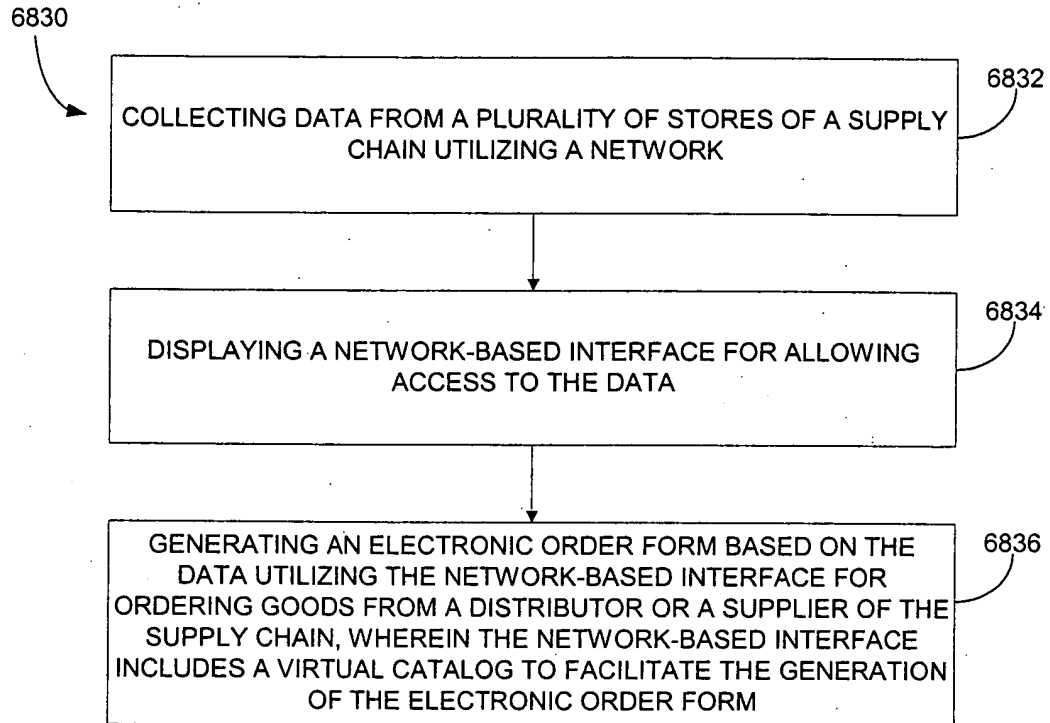 6830
6832
COLLECTING DATA FROM A PLURALITY OF STORES OF A SUPPLY
CHAIN UTILIZING A NETWORK
6834
DISPLAYING A NETWORK-BASED INTERFACE FOR ALLOWING
ACCESS TO THE DATA
6836
GENERATING AN ELECTRONIC ORDER FORM BASED ON THE
DATA UTILIZING THE NETWORK-BASED INTERFACE FOR
ORDERING GOODS FROM A DISTRIBUTOR OR A SUPPLIER OF THE
SUPPLY CHAIN, WHEREIN THE NETWORK-BASED INTERFACE
INCLUDES A VIRTUAL CATALOG TO FACILITATE THE GENERATION
OF THE ELECTRONIC ORDER FORM